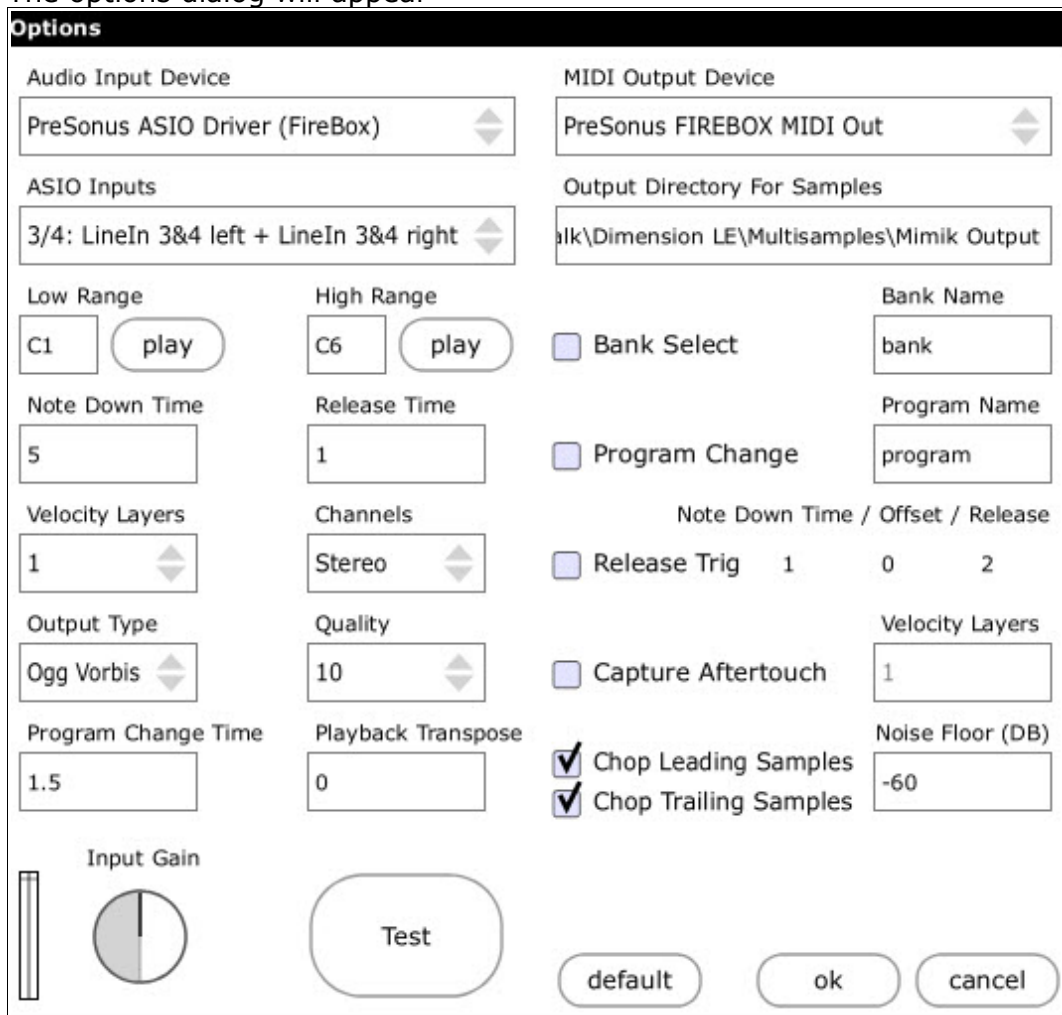 The options dialog will appear
Options
Audio Input Device
MIDI Output Device
PreSonus ASIO Driver (FireBox)
PreSonus FIREBOX MIDI Out
ASIO Inputs
Output Directory For Samples
3/4: LineIn 3&4 left + LineIn 3&4 right
alk\Dimension LE\Multisamples\Mimik Output
Low Range
High Range
Bank Name
C1
play
C6
play
Bank Select
bank
Note Down Time
Release Time
Program Name
5
1
Program Change
program
Velocity Layers
Channels
Note Down Time / Offset / Release
1
Stereo
Release Trig
1
0
2
Output Type
Quality
Velocity Layers
Ogg Vorbis
10
Capture Aftertouch
1
Program Change Time
Playback Transpose
Noise Floor (DB)
1.5
0
Chop Leading Samples
-60
Chop Trailing Samples
Input Gain
Test
default
ok
cancel